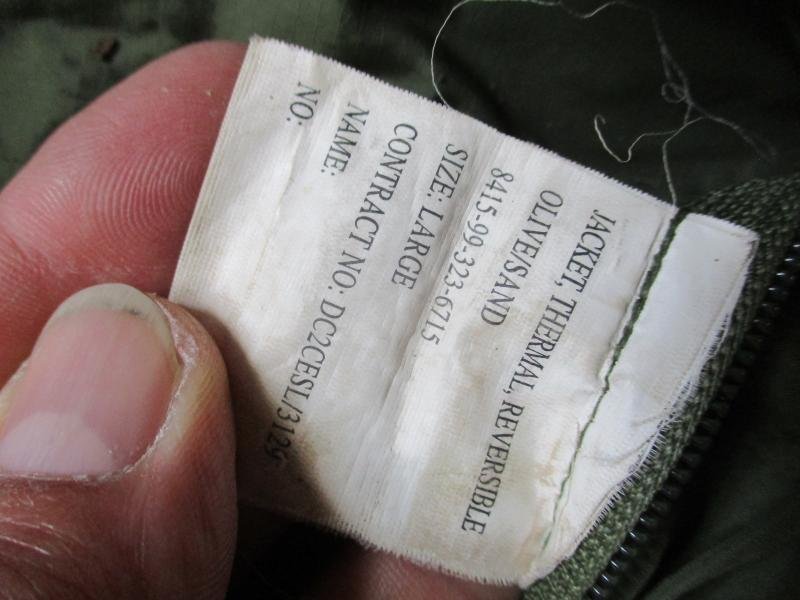 JACKET, THERMAL, REVERSIBLE
OLIVE/SAND
8415-99-323-6715
SIZE: LARGE
CONTRACT NO: DC2CESL/3129
NAME:
NO: